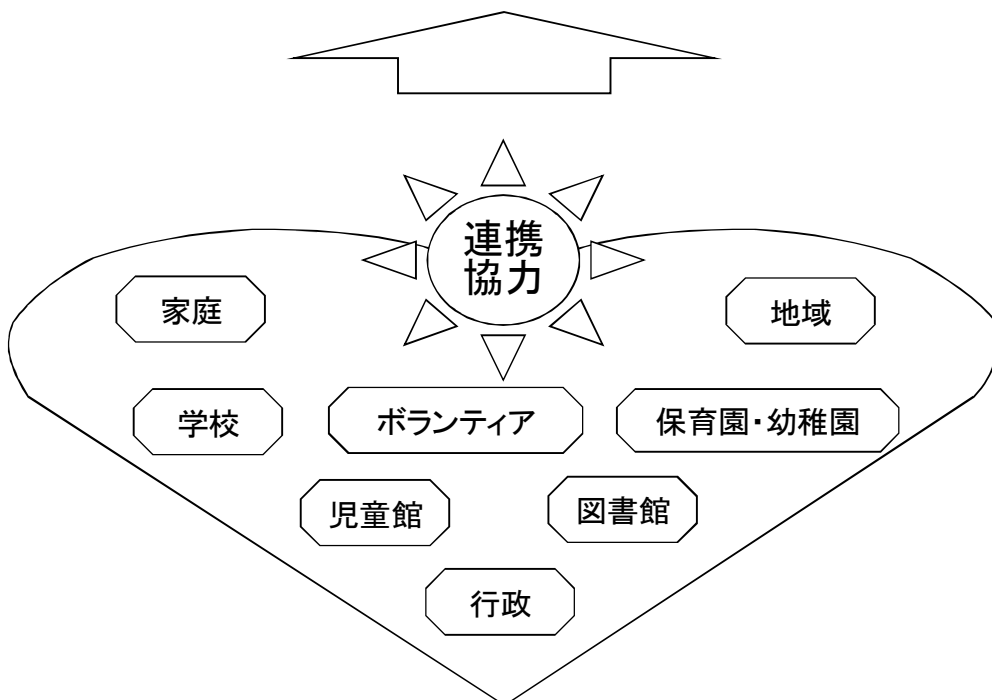 連携
協力
家庭
地域
学校
ボランティア
保育園・幼稚園
児童館
図書館
行政